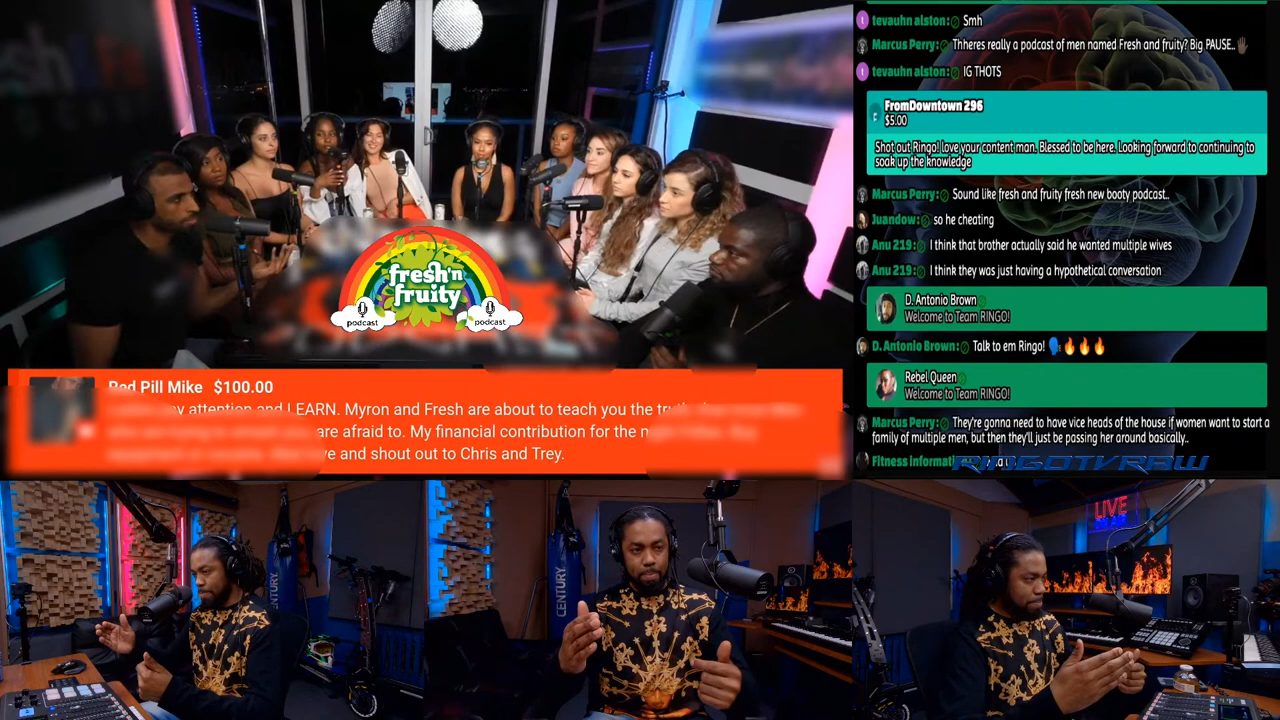 fresh'n
fruity
podcast
podcast
Red Pill Mike $100.00
pay attention and LEARN. Myron and Fresh are about to teach you the
are afraid to. My financial contribution for the
and shout out to Chris and Trey.
tevauhn alston: Smh
Marcus Perry: Thheres really a podcast of men named Fresh and fruity? Big PAUSE..
tevauhn alston: IG THOTS
FromDowntown 296
$5.00
Shot out Ringo! love your content man. Blessed to be here. Looking forward to continuing to
soak up the knowledge
Marcus Perry: Sound like fresh and fruity fresh new booty podcast..
Juandow: so he cheating
Anu 219: I think that brother actually said he wanted multiple wives
Anu 219: I think they was just having a hypothetical conversation
D. Antonio Brown
Welcome to Team RINGO!
D. Antonio Brown: Talk to em Ringo! 🗣️🔥🔥🔥
Rebel Queen
Welcome to Team RINGO!
Marcus Perry: They're gonna need to have vice heads of the house if women want to start a
family of multiple men, but then they'll just be passing her around basically..
Fitness
RINGOTVRAW
CENTURY
CENTURY
LIVE
ON AIR